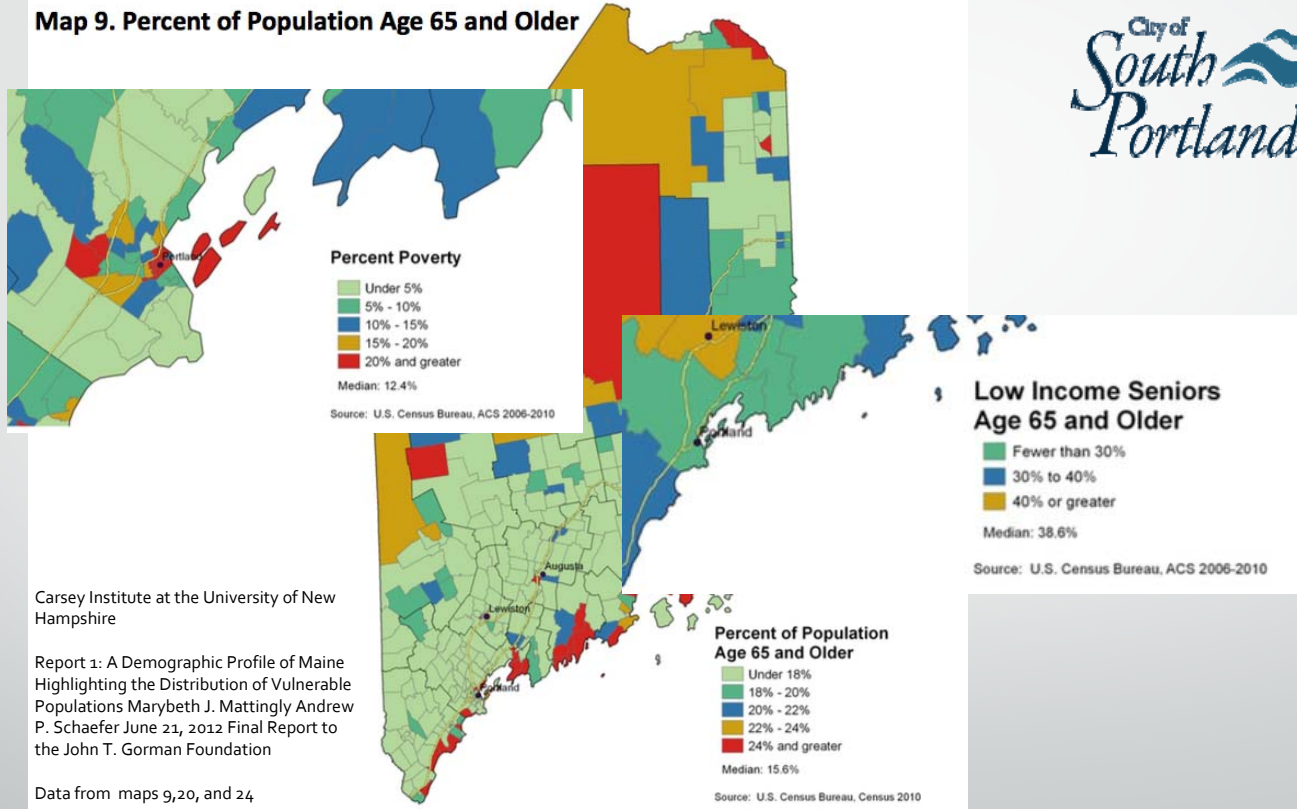 Map 9. Percent of Population Age 65 and Older
City of
South
Portland
Portland
Percent Poverty
Under 5%
5% - 10%
10% - 15%
15% - 20%
20% and greater
Median: 12.4%
Source: U.S. Census Bureau, ACS 2006-2010
Lewiston
Portland
Low Income Seniors
Age 65 and Older
Fewer than 30%
30% to 40%
40% or greater
Median: 38.6%
Source: U.S. Census Bureau, ACS 2006-2010
Augusta
Lewiston
Portland
Percent of Population
Age 65 and Older
Under 18%
18% - 20%
20% - 22%
22% - 24%
24% and greater
Median: 15.6%
Source: U.S. Census Bureau, Census 2010
Carsey Institute at the University of New
Hampshire
Report 1: A Demographic Profile of Maine
Highlighting the Distribution of Vulnerable
Populations Marybeth J. Mattingly Andrew
P. Schaefer June 21, 2012 Final Report to
the John T. Gorman Foundation
Data from  maps 9,20, and 24